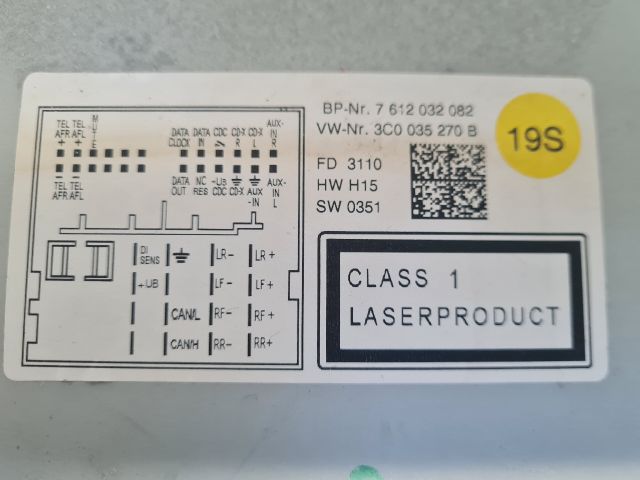 BP-Nr. 7 612 032 082
VW-Nr. 3C0 035 270 B
19S
FD 3110
HW H15
SW 0351
CLASS 1
LASERPRODUCT
TEL TEL MUTE
AFR AFL
+ +
DATA DATA CDC CD-X CD-X AUX-
CLOCK IN R L IN
R
TEL TEL
AFR AFL
DATA NC +UB AUX AUX-
OUT RES CDC CD-X -IN IN
L
DI LR- LR+
SENS
+UB LF- LF+
CAN/L RF- RF+
CAN/H RR- RR+